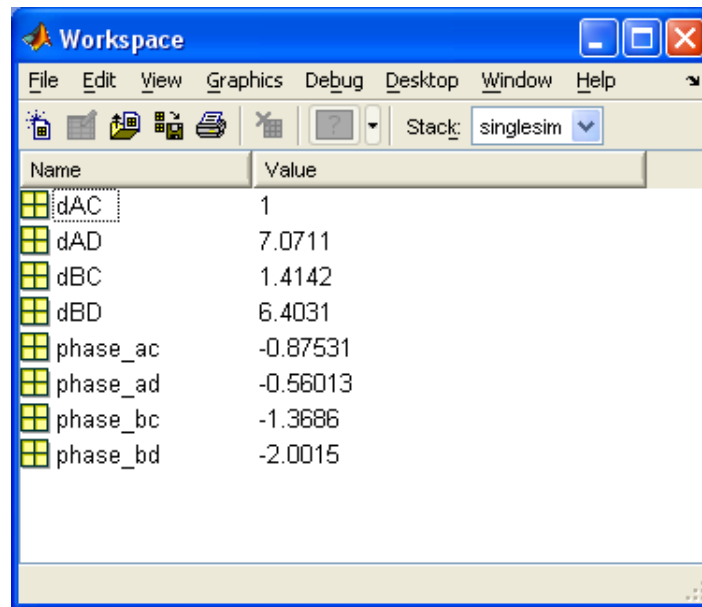 Workspace
File Edit View Graphics Debug Desktop Window Help
? Stack: singlesim
Name Value
dAC 1
dAD 7.0711
dBC 1.4142
dBD 6.4031
phase_ac -0.87531
phase_ad -0.56013
phase_bc -1.3686
phase_bd -2.0015